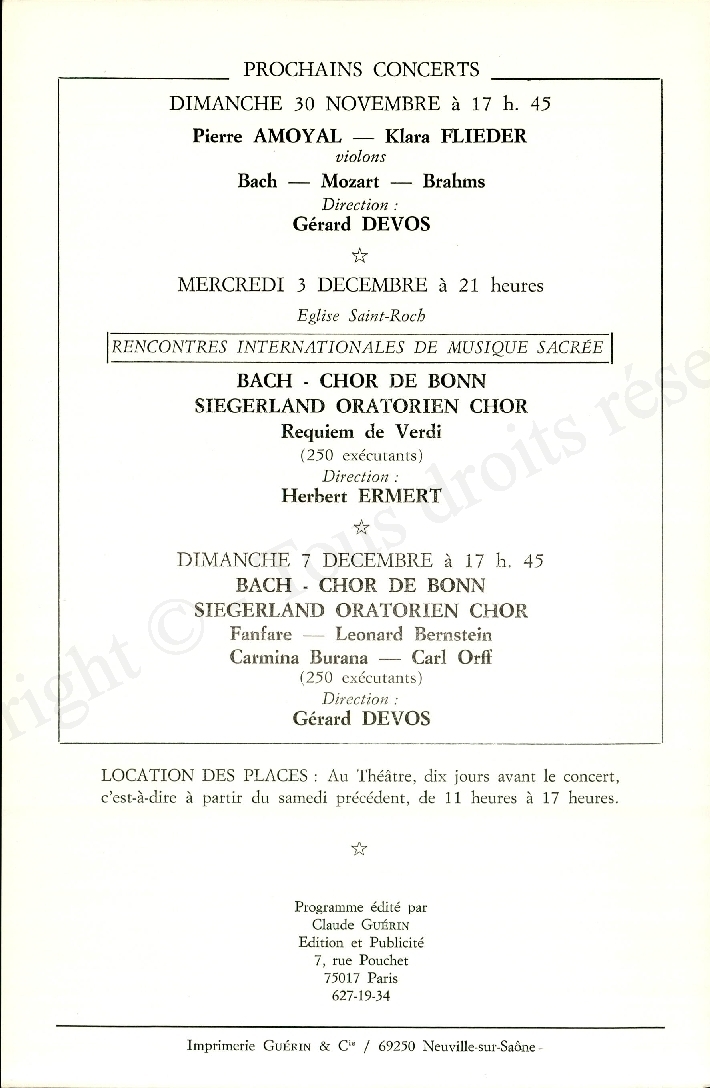 PROCHAINS CONCERTS
DIMANCHE 30 NOVEMBRE à 17 h. 45
Pierre AMOYAL — Klara FLIEDER
violons
Bach — Mozart — Brahms
Direction :
Gérard DEVOS
☆
MERCREDI 3 DECEMBRE à 21 heures
Eglise Saint-Roch
RENCONTRES INTERNATIONALES DE MUSIQUE SACRÉE
BACH - CHOR DE BONN
SIEGERLAND ORATORIEN CHOR
Requiem de Verdi
(250 exécutants)
Direction :
Herbert ERMERT
☆
DIMANCHE 7 DECEMBRE à 17 h. 45
BACH - CHOR DE BONN
SIEGERLAND ORATORIEN CHOR
Fanfare — Leonard Bernstein
Carmina Burana — Carl Orff
(250 exécutants)
Direction :
Gérard DEVOS
LOCATION DES PLACES : Au Théâtre, dix jours avant le concert,
c'est-à-dire à partir du samedi précédent, de 11 heures à 17 heures.
☆
Programme édité par
Claude GUÉRIN
Edition et Publicité
7, rue Pouchet
75017 Paris
627-19-34
Imprimerie GUÉRIN & Cie / 69250 Neuville-sur-Saône -
right © - Tous droits rése